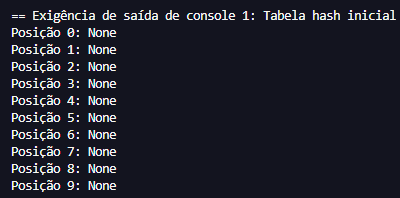 == Exigência de saída de console 1: Tabela hash inicial
Posição 0: None
Posição 1: None
Posição 2: None
Posição 3: None
Posição 4: None
Posição 5: None
Posição 6: None
Posição 7: None
Posição 8: None
Posição 9: None